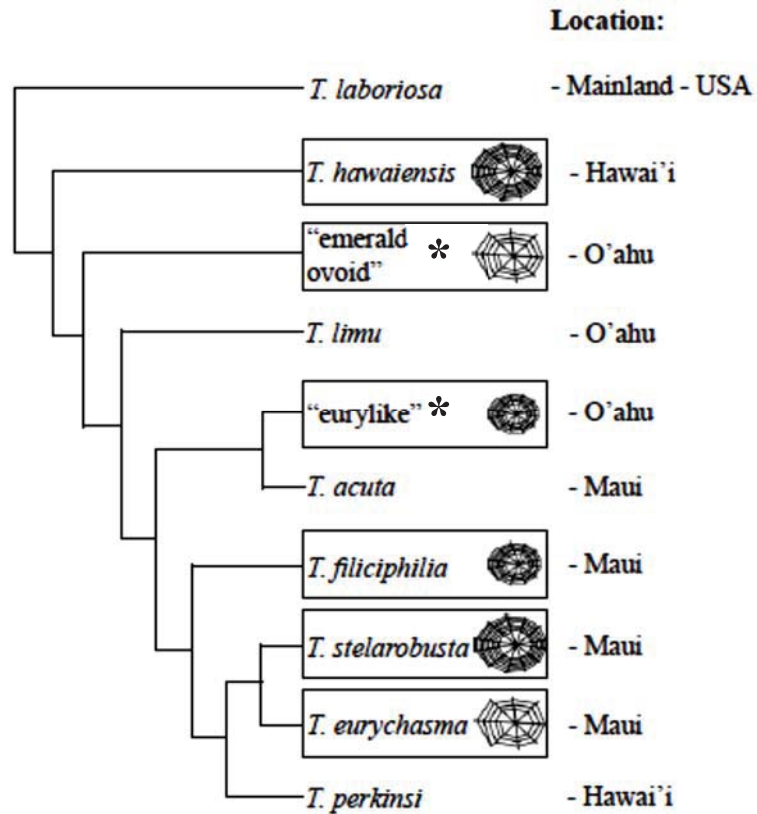 Location:
T. laboriosa - Mainland - USA
T. hawaiensis - Hawai’i
“emerald
ovoid” * - O’ahu
T. limu - O’ahu
“eurylike” * - O’ahu
T. acuta - Maui
T. filiciphilia - Maui
T. stelarobusta - Maui
T. eurychasma - Maui
T. perkinsi - Hawai’i